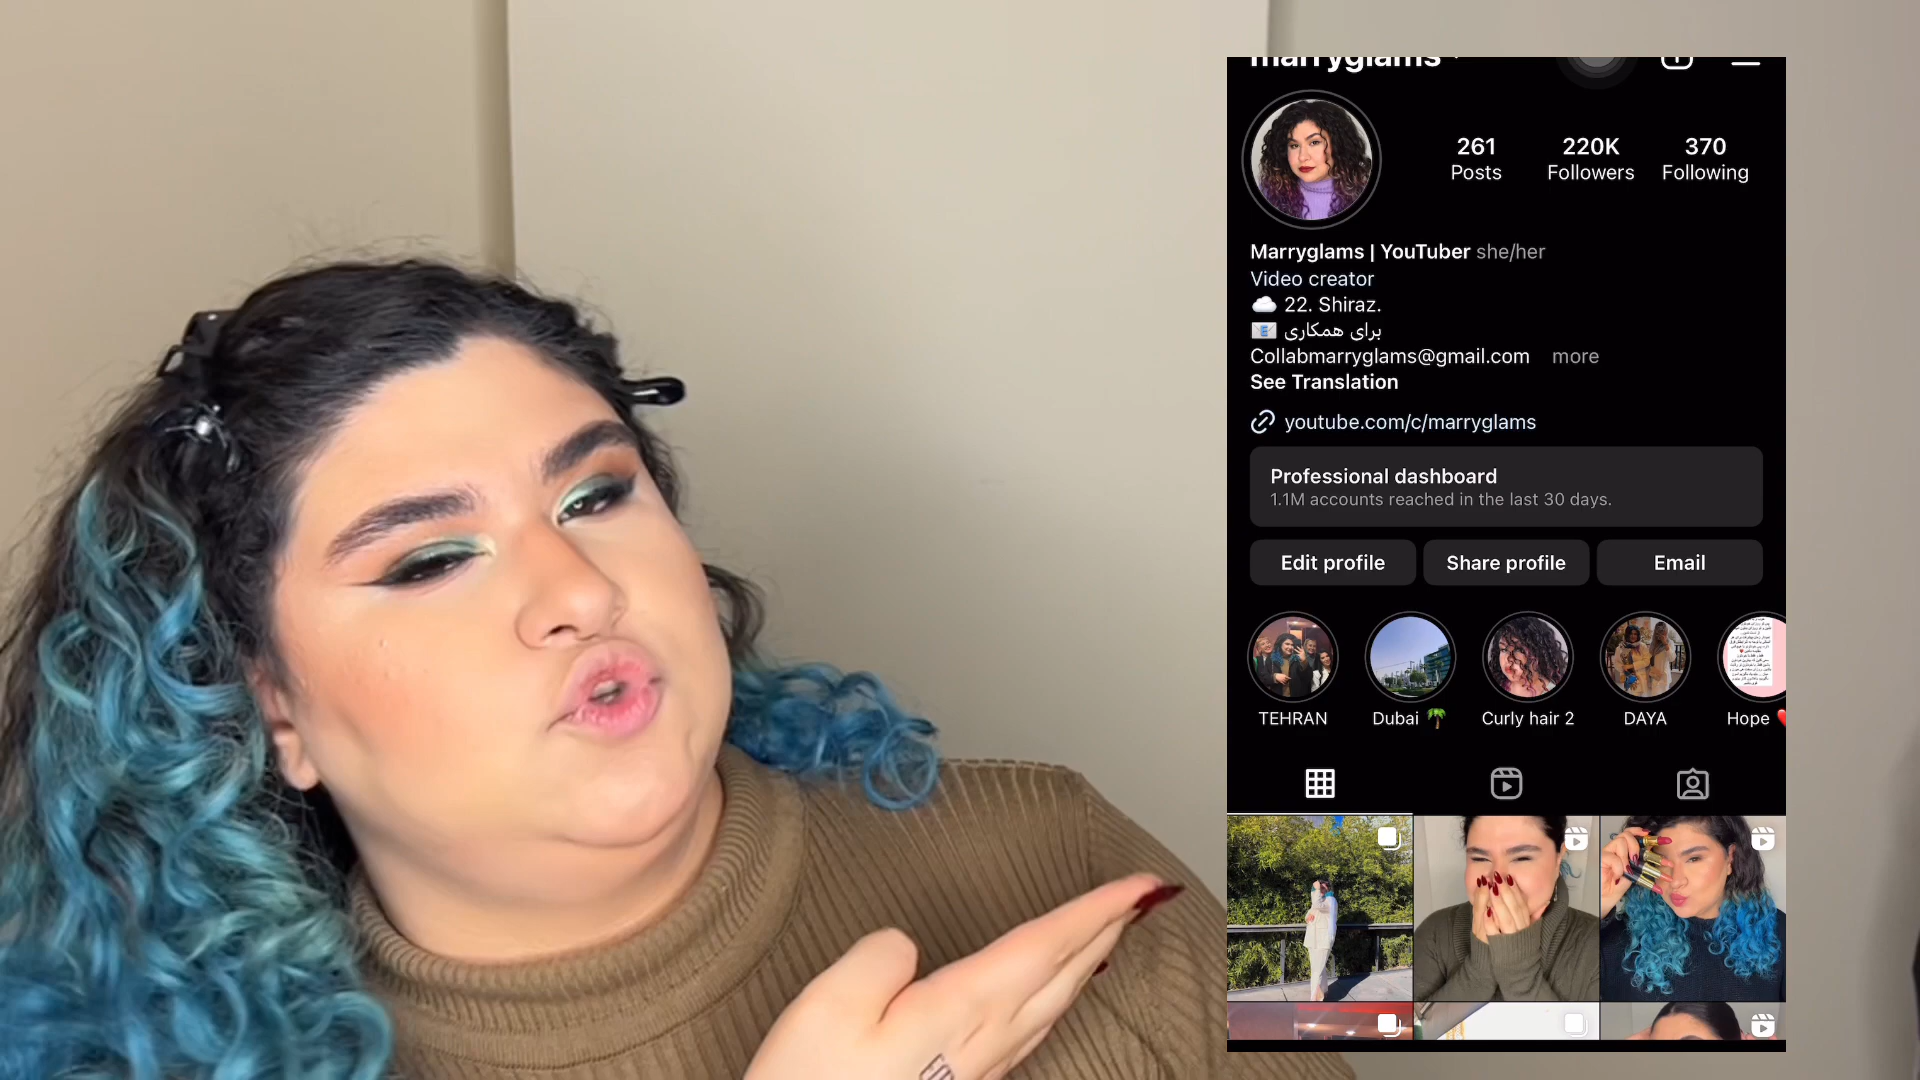 marryglams
261
Posts
220K
Followers
370
Following
Marryglams | YouTuber she/her
Video creator
☁️ 22. Shiraz.
📧 برای همکاری
Collabmarryglams@gmail.com more
See Translation
youtube.com/c/marryglams
Professional dashboard
1.1M accounts reached in the last 30 days.
Edit profile
Share profile
Email
TEHRAN
Dubai 🌴
Curly hair 2
DAYA
Hope ❤️